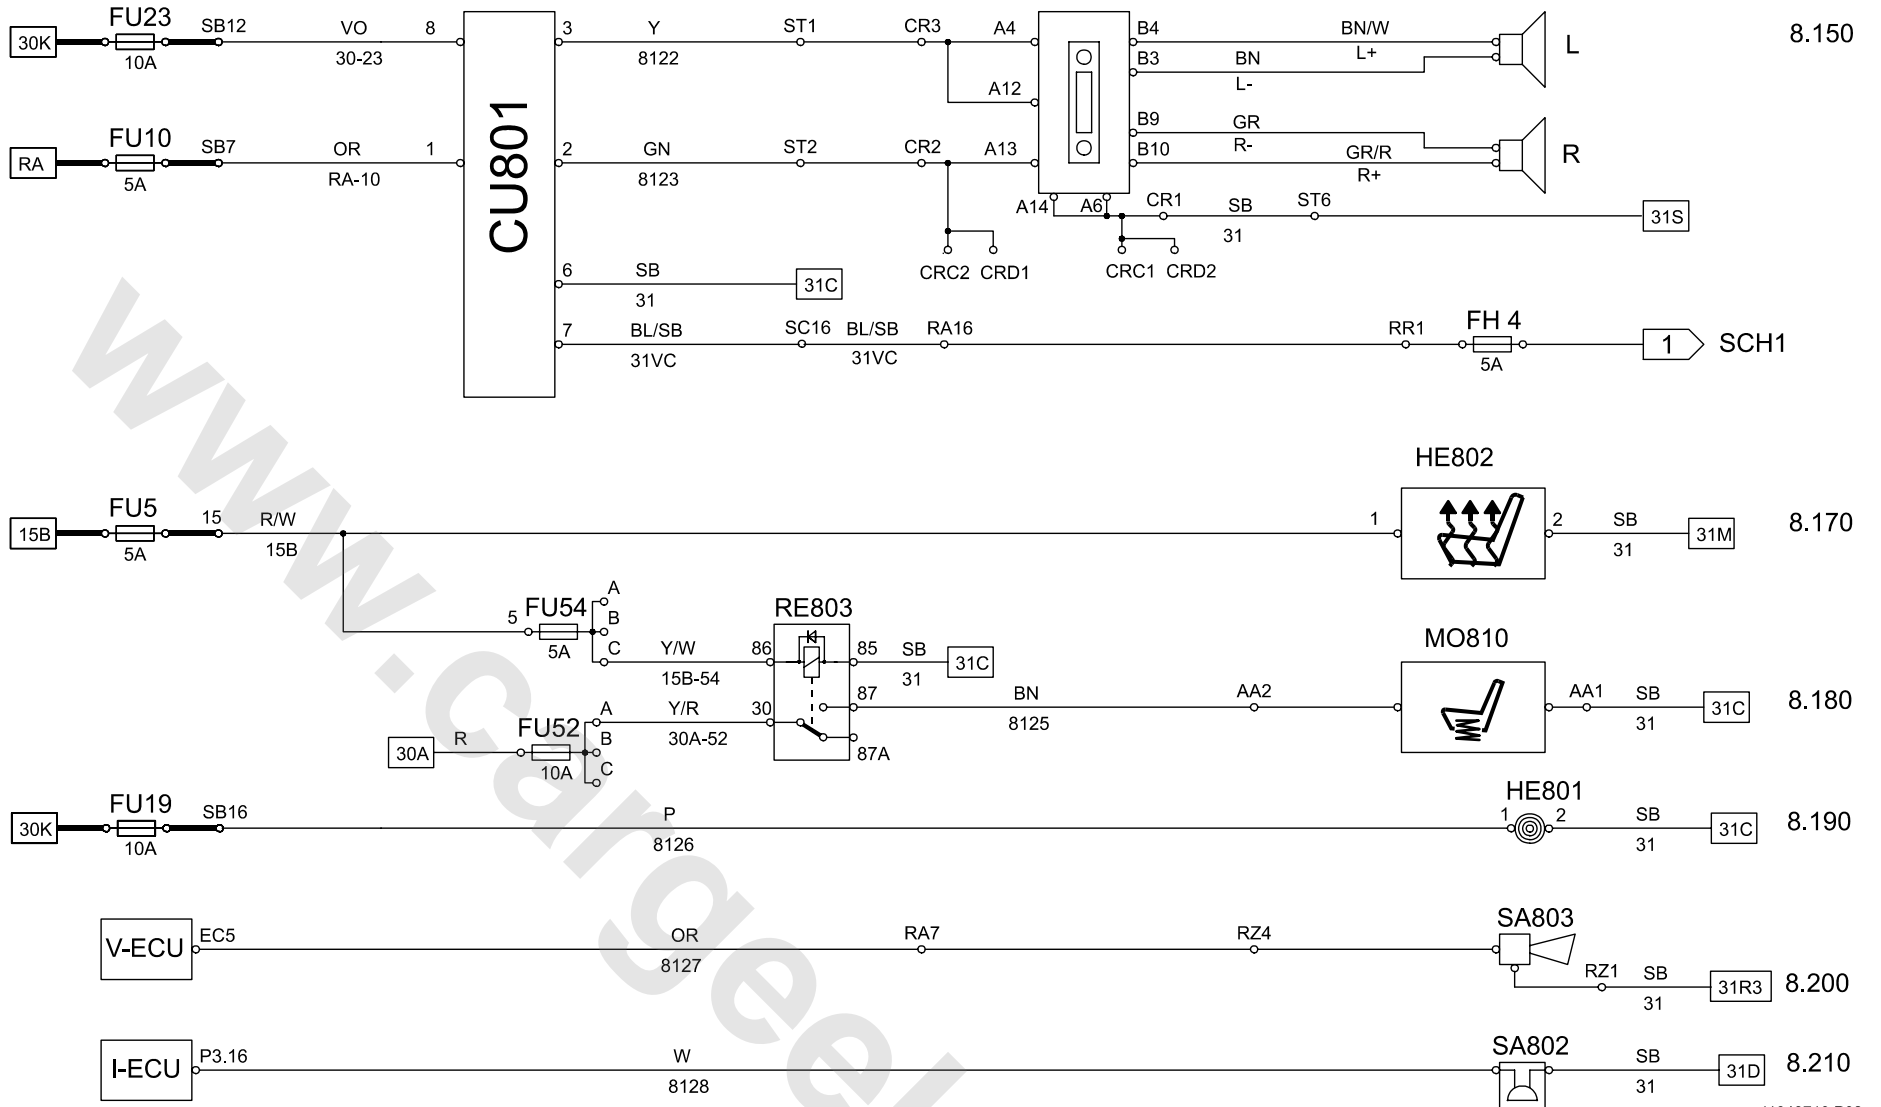 FU23
30K
10A
SB12
VO
30-23
8
CU801
3
Y
8122
ST1
CR3
A4
A12
B4
BN/W
L+
B3
BN
L-
L
8.150
FU10
RA
5A
SB7
OR
RA-10
1
2
GN
8123
ST2
CR2
A13
B9
GR
R-
B10
GR/R
R+
R
A14
A6
CR1
SB
31
ST6
31S
CRC2
CRD1
CRC1
CRD2
6
SB
31
31C
7
BL/SB
31VC
SC16
BL/SB
31VC
RA16
RR1
FH 4
5A
1
SCH1
HE802
FU5
15B
5A
15
R/W
15B
1
2
SB
31
31M
8.170
5
FU54
5A
A
B
C
Y/W
15B-54
RE803
86
85
SB
31
31C
MO810
30A
R
FU52
10A
A
B
C
Y/R
30A-52
30
87
87A
BN
8125
AA2
AA1
SB
31
31C
8.180
FU19
30K
10A
SB16
P
8126
HE801
1
2
SB
31
31C
8.190
V-ECU
EC5
OR
8127
RA7
RZ4
SA803
RZ1
SB
31
31R3
8.200
I-ECU
P3.16
W
8128
SA802
SB
31
31D
8.210
www.cargeek